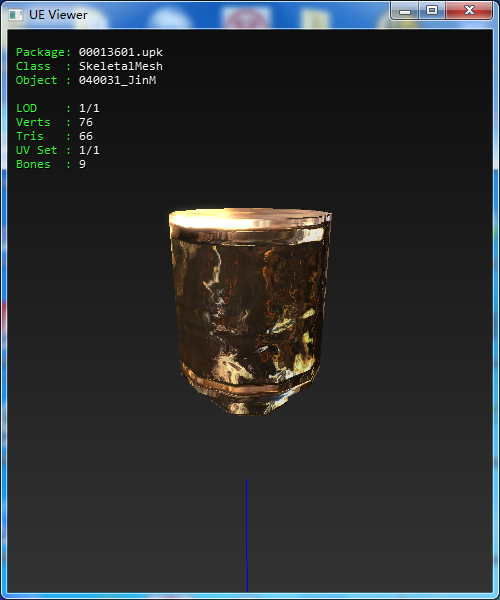 UE Viewer
Package: 00013601.upk
Class  : SkeletalMesh
Object : 040031_JinM
LOD    : 1/1
Verts  : 76
Tris   : 66
UV Set : 1/1
Bones  : 9